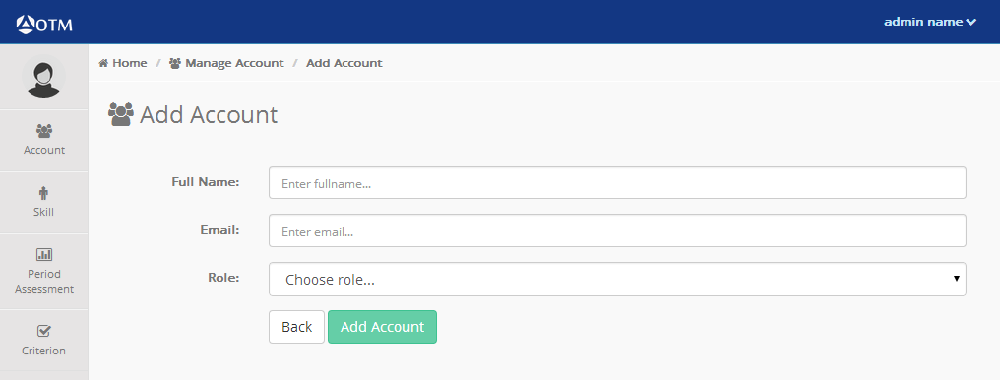 OTM
admin name
Home / Manage Account / Add Account
Add Account
Account
Skill
Period
Assessment
Criterion
Full Name:
Enter fullname...
Email:
Enter email...
Role:
Choose role...
Back
Add Account